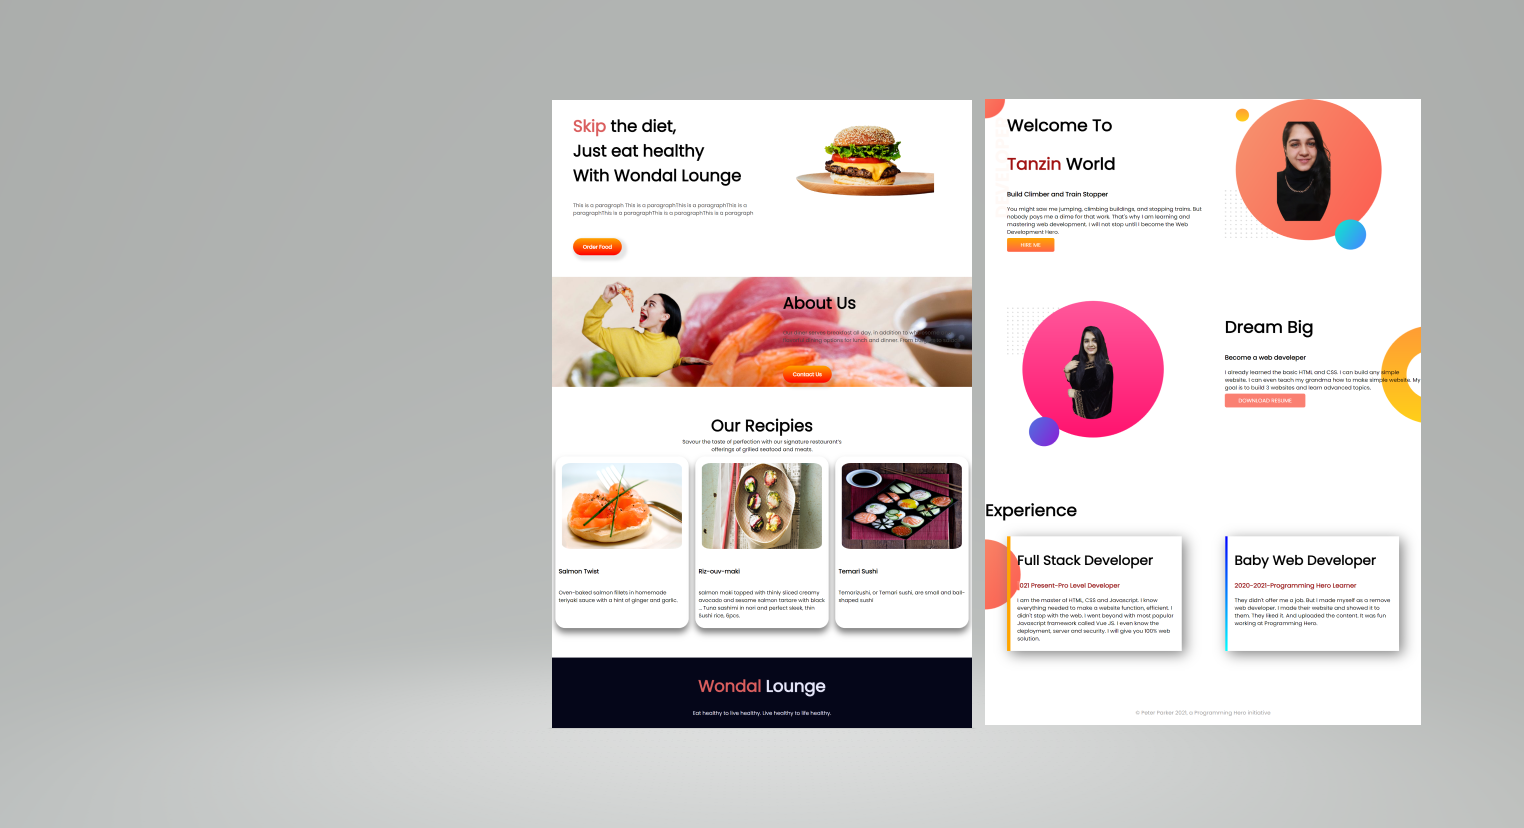 Skip the diet,
Just eat healthy
With Wondal Lounge
This is a paragraph This is a paragraphThis is a paragraphThis is a
paragraphThis is a paragraphThis is a paragraphThis is a paragraph
Order Food
About Us
breakfast all day. In addition to
options for lunch and dinner. From
Contact Us
Our Recipies
Savour the taste of perfection with our signature restaurant's
offerings of grilled seafood and meats.
Salmon Twist
Oven-baked salmon fillets in homemade
teriyaki sauce with a hint of ginger and garlic.
Riz-ouv-maki
salmon maki topped with thinly sliced creamy
avocado and sesame salmon tartare with black
... Tuna sashimi in nori and perfect sleek, thin
Sushi rice, 6pcs.
Temari Sushi
Temarizushi, or Temari sushi, are small and ball-
shaped sushi
Wondal Lounge
Eat healthy to live healthy. Live healthy to life healthy.
Welcome To
Tanzin World
Build Climber and Train Stopper
You might saw me jumping, climbing buildings, and stopping trains. But
nobody pays me a dime for that work. That's why I am learning and
mastering web development. I will not stop until I become the Web
Development Hero.
HIRE ME
Dream Big
Become a web developer
I already learned the basic HTML and CSS. I can build any simple
website. I can even teach my grandma how to make simple website. My
goal is to build 3 websites and learn advanced topics.
DOWNLOAD RESUME
Experience
Full Stack Developer
2021 Present-Pro Level Developer
I am the master of HTML, CSS and Javascript. I know
everything needed to make a website function, efficient. I
didn't stop with the web. I went beyond with most popular
Javascript framework called Vue JS. I even know the
deployment, server and security. I will give you 100% web
solution.
Baby Web Developer
2020-2021-Programming Hero Learner
They didn't offer me a job. But I made myself as a remove
web developer. I made their website and showed it to
them. They liked it. And uploaded the content. It was fun
working at Programming Hero.
© Peter Parker 2021, a Programming Hero initiative